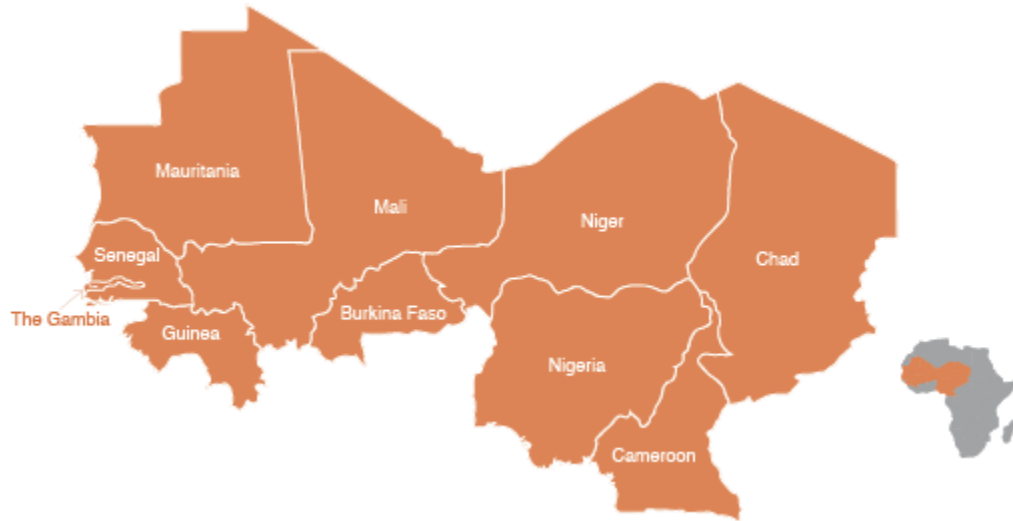 Mauritania
Mali
Niger
Senegal
Chad
The Gambia
Burkina Faso
Guinea
Nigeria
Cameroon